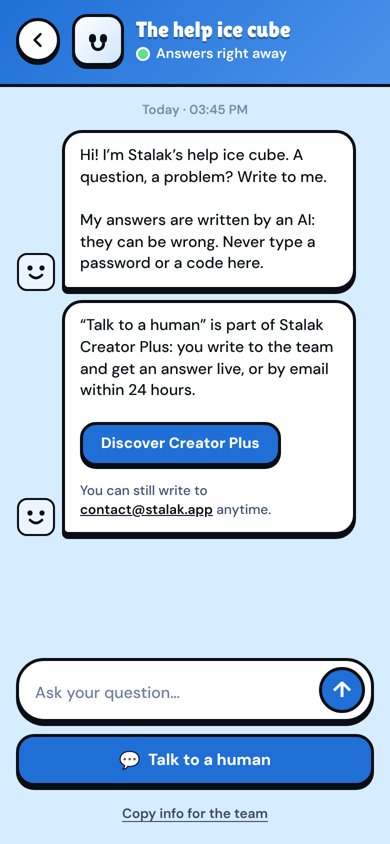 The help ice cube
Answers right away
Today · 03:45 PM
Hi! I’m Stalak’s help ice cube. A
question, a problem? Write to me.
My answers are written by an AI:
they can be wrong. Never type a
password or a code here.
“Talk to a human” is part of Stalak
Creator Plus: you write to the team
and get an answer live, or by email
within 24 hours.
Discover Creator Plus
You can still write to
contact@stalak.app anytime.
Ask your question…
💬 Talk to a human
Copy info for the team